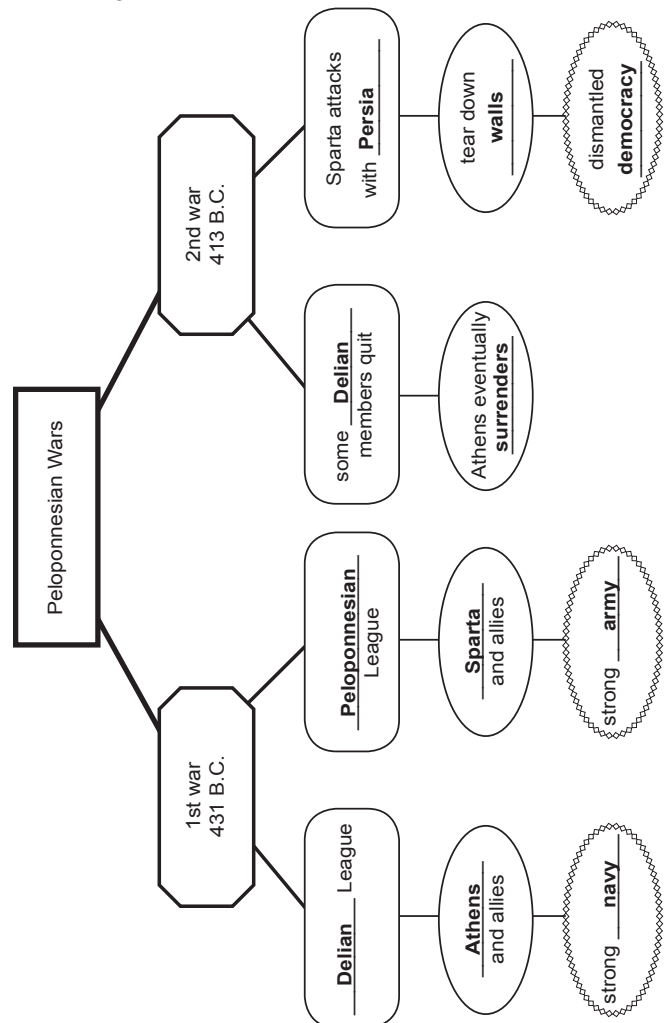 Peloponnesian Wars
1st war
431 B.C.
2nd war
413 B.C.
Delian League
Peloponnesian
League
some Delian
members quit
Sparta attacks
with Persia
Athens
and allies
Sparta
and allies
Athens eventually
surrenders
tear down
walls
strong navy
strong army
dismantled
democracy